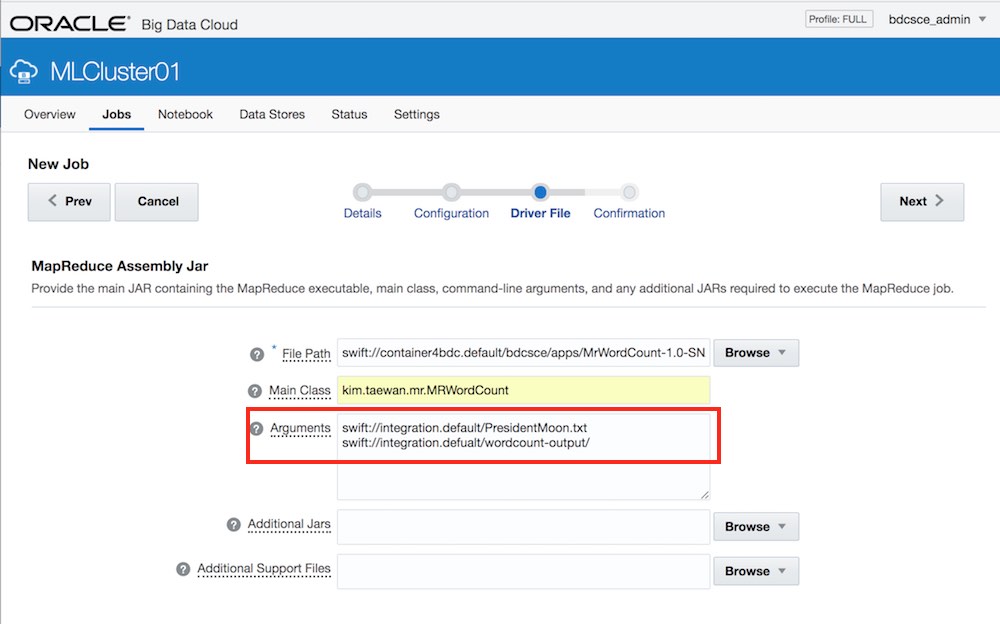 ORACLE® Big Data Cloud
Profile: FULL bdcsce_admin
MLCluster01
Overview Jobs Notebook Data Stores Status Settings
New Job
Prev Cancel
Details Configuration Driver File Confirmation
Next
MapReduce Assembly Jar
Provide the main JAR containing the MapReduce executable, main class, command-line arguments, and any additional JARs required to execute the MapReduce job.
? * File Path swift://container4bdc.default/bdcsce/apps/MrWordCount-1.0-SN Browse
? Main Class kim.taewan.mr.MRWordCount
? Arguments swift://integration.default/PresidentMoon.txt
swift://integration.defualt/wordcount-output/
? Additional Jars Browse
? Additional Support Files Browse